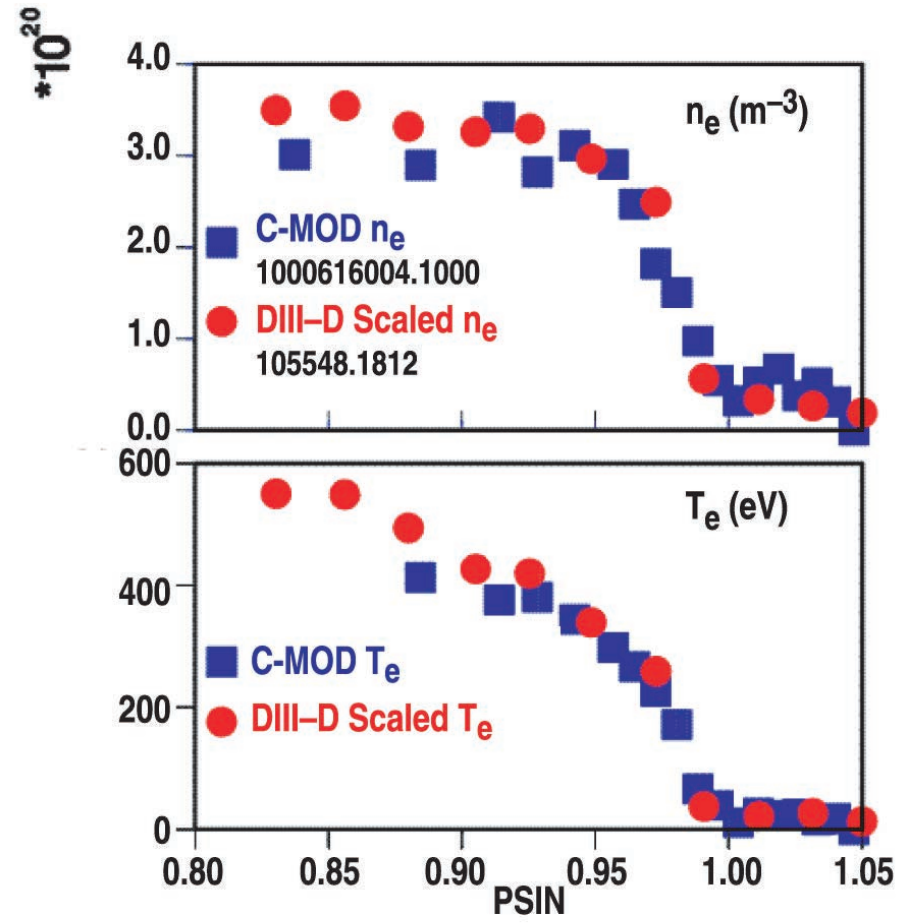 *10^20
4.0
3.0
2.0
1.0
0.0
n_e (m^–3)
C-MOD n_e
1000616004.1000
DIII–D Scaled n_e
105548.1812
600
400
200
0
T_e (eV)
C-MOD T_e
DIII–D Scaled T_e
0.80 0.85 0.90 0.95 1.00 1.05
PSIN